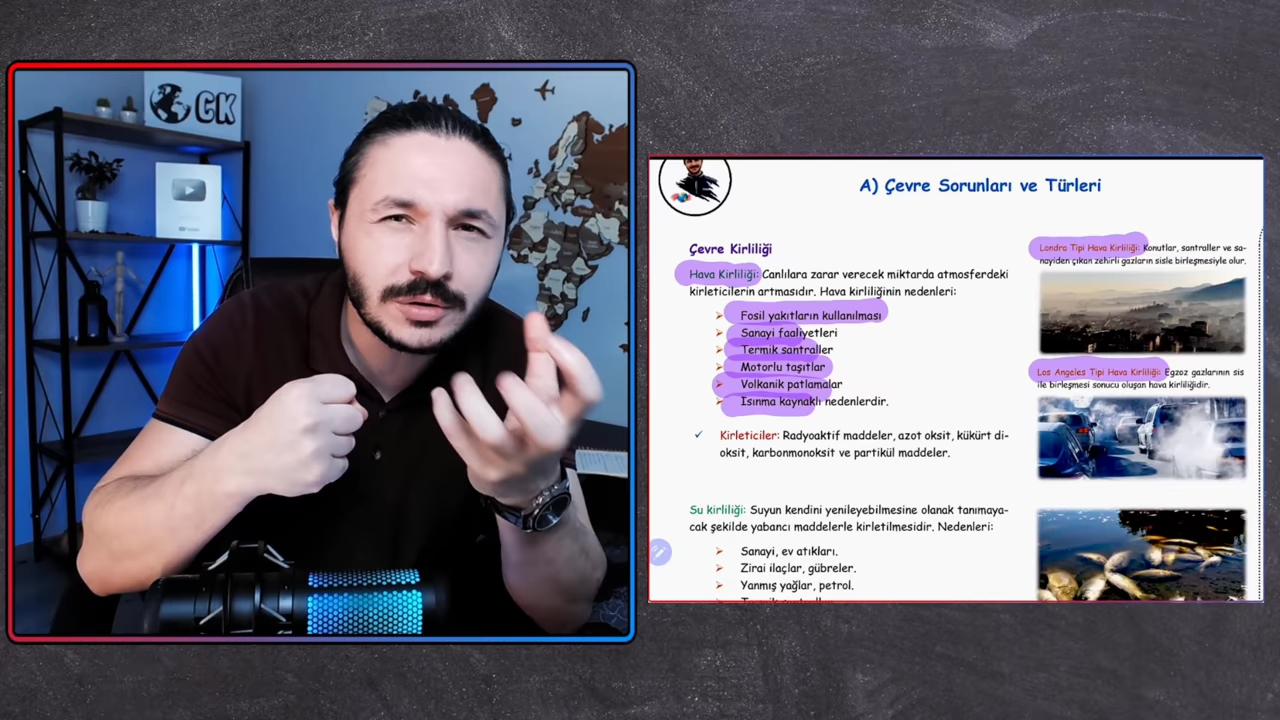 CK
A) Çevre Sorunları ve Türleri
Çevre Kirliliği
Hava Kirliliği: Canlılara zarar verecek miktarda atmosferdeki
kirleticilerin artmasıdır. Hava kirliliğinin nedenleri:
➢ Fosil yakıtların kullanılması
➢ Sanayi faaliyetleri
➢ Termik santraller
➢ Motorlu taşıtlar
➢ Volkanik patlamalar
➢ Isınma kaynaklı nedenlerdir.
✓ Kirleticiler: Radyoaktif maddeler, azot oksit, kükürt di-
oksit, karbonmonoksit ve partikül maddeler.
Su kirliliği: Suyun kendini yenileyebilmesine olanak tanımaya-
cak şekilde yabancı maddelerle kirletilmesidir. Nedenleri:
➢ Sanayi, ev atıkları.
➢ Zirai ilaçlar, gübreler.
➢ Yanmış yağlar, petrol.
Londra Tipi Hava Kirliliği: Konutlar, santraller ve sa-
nayiden çıkan zehirli gazların sisle birleşmesiyle olur.
Los Angeles Tipi Hava Kirliliği: Egzoz gazlarının sis
ile birleşmesi sonucu oluşan hava kirliliğidir.